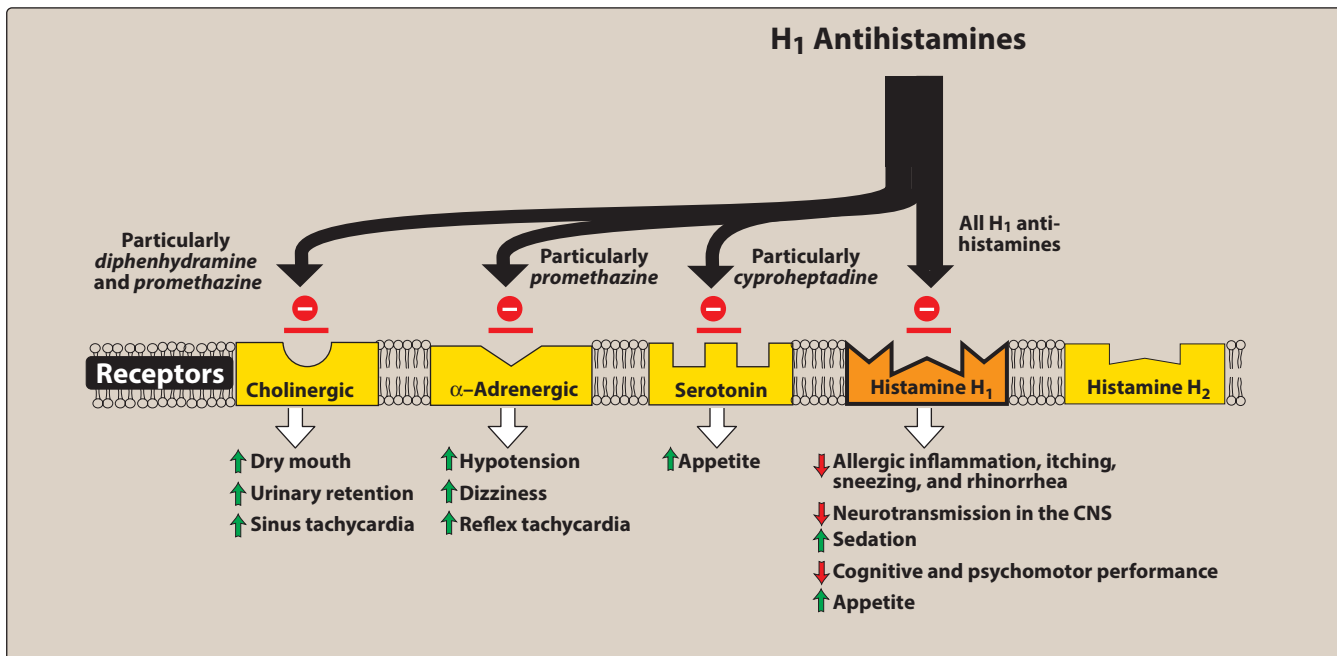 H₁ Antihistamines
Particularly
diphenhydramine
and promethazine
Particularly
promethazine
Particularly
cyproheptadine
All H₁ anti-
histamines
Receptors
Cholinergic
α–Adrenergic
Serotonin
Histamine H₁
Histamine H₂
Dry mouth
Urinary retention
Sinus tachycardia
Hypotension
Dizziness
Reflex tachycardia
Appetite
Allergic inflammation, itching,
sneezing, and rhinorrhea
Neurotransmission in the CNS
Sedation
Cognitive and psychomotor performance
Appetite